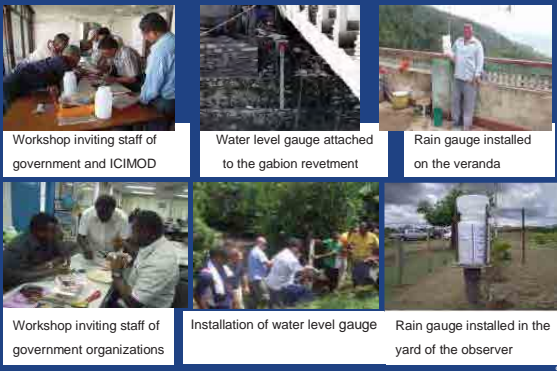 Workshop inviting staff of
government and ICIMOD
Water level gauge attached
to the gabion revetment
Rain gauge installed
on the veranda
Workshop inviting staff of
government organizations
Installation of water level gauge
Rain gauge installed in the
yard of the observer